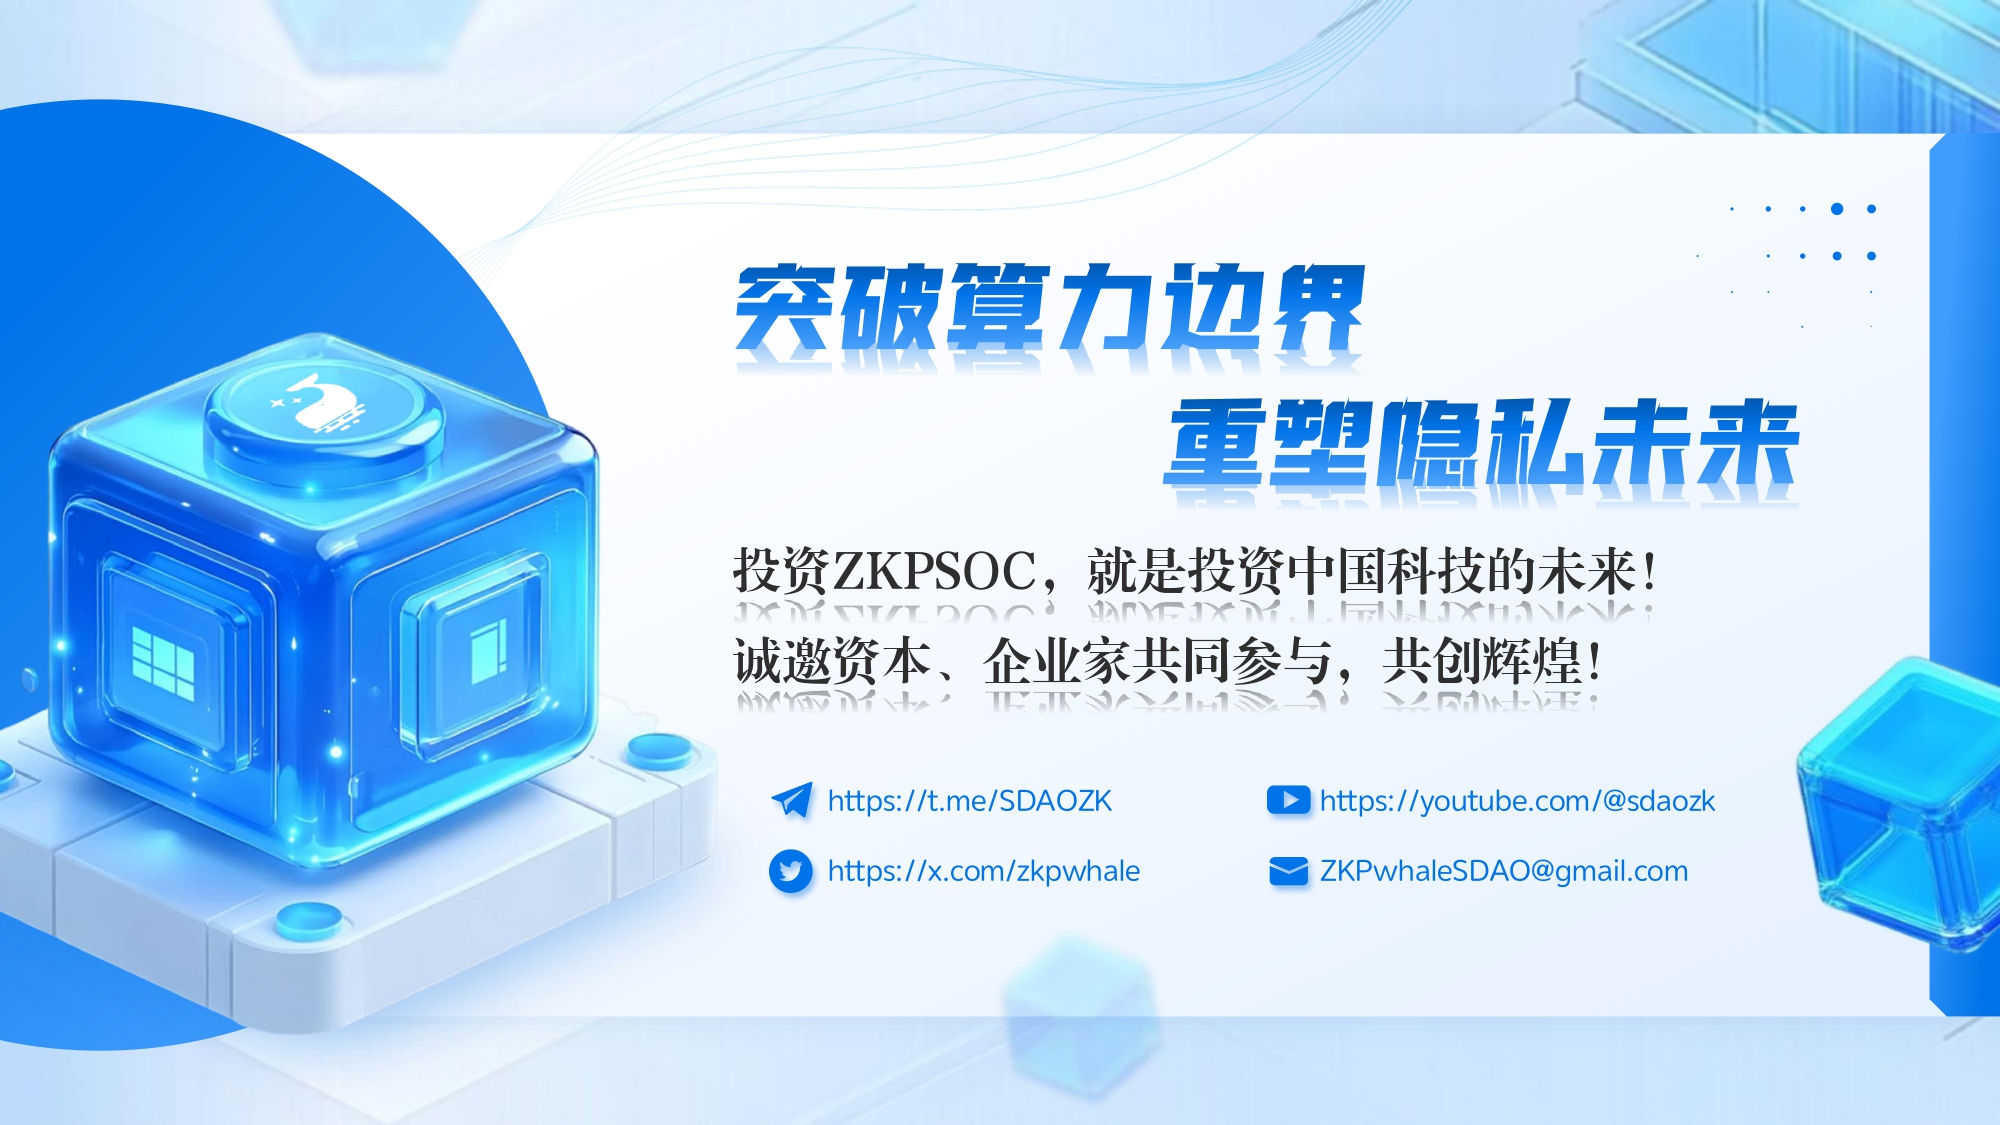 突破算力边界
重塑隐私未来
投资ZKPSOC，就是投资中国科技的未来！
诚邀资本、企业家共同参与，共创辉煌！
https://t.me/SDAOZK
https://youtube.com/@sdaozk
https://x.com/zkpwhale
ZKPwhaleSDAO@gmail.com